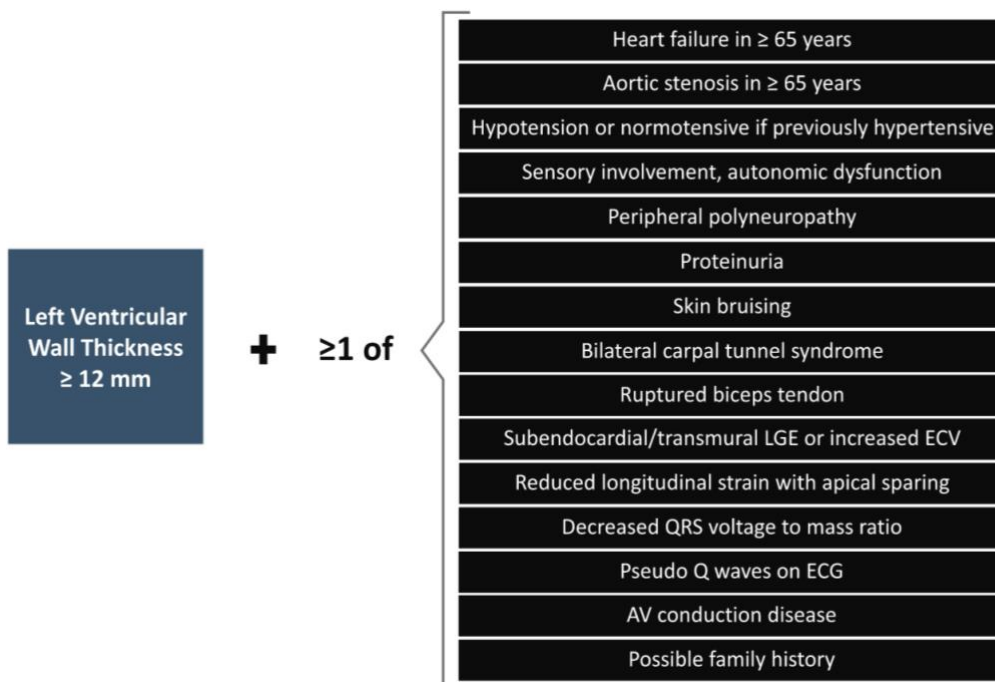 Left Ventricular
Wall Thickness
≥ 12 mm
+
≥1 of
Heart failure in ≥ 65 years
Aortic stenosis in ≥ 65 years
Hypotension or normotensive if previously hypertensive
Sensory involvement, autonomic dysfunction
Peripheral polyneuropathy
Proteinuria
Skin bruising
Bilateral carpal tunnel syndrome
Ruptured biceps tendon
Subendocardial/transmural LGE or increased ECV
Reduced longitudinal strain with apical sparing
Decreased QRS voltage to mass ratio
Pseudo Q waves on ECG
AV conduction disease
Possible family history